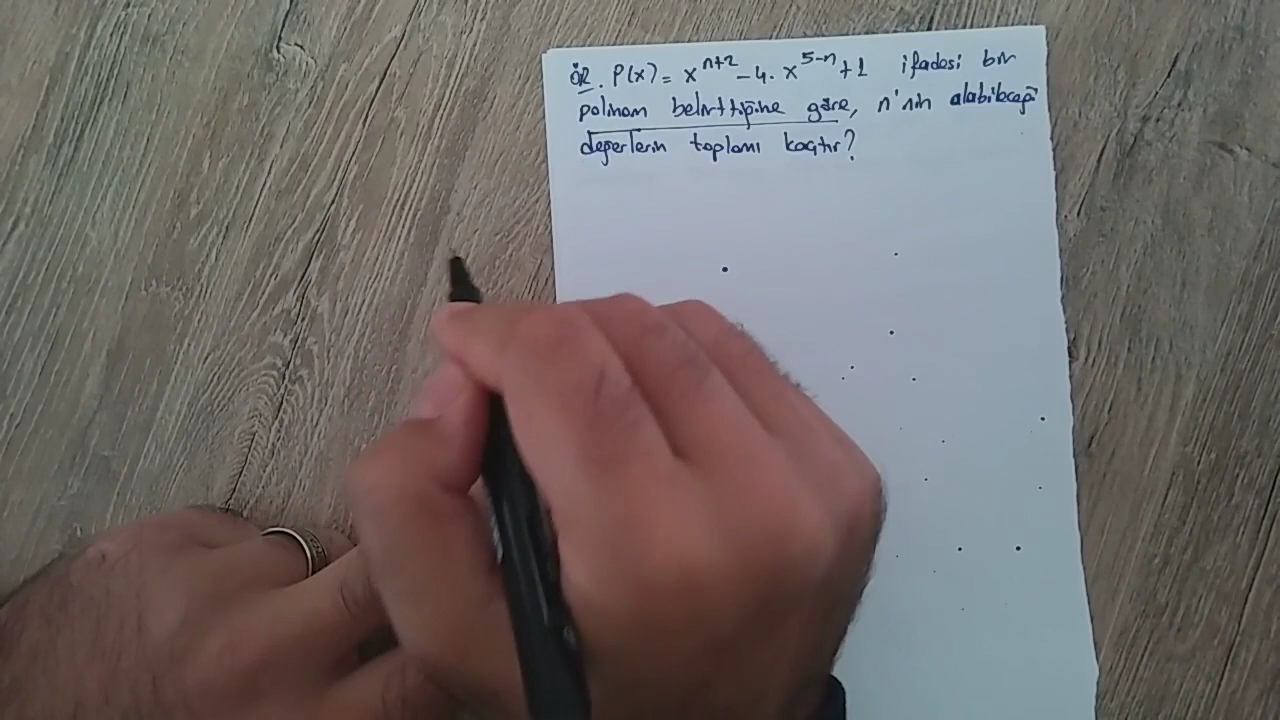 ÖR. P(x) = x^{n+2} - 4. x^{5-n} + 1 ifadesi bir
polinom belirttiğine göre, n'nin alabileceği
değerlerin toplamı kaçtır?